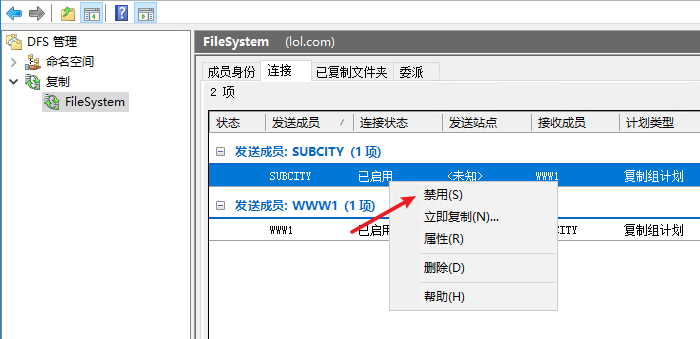 DFS 管理
命名空间
复制
FileSystem
FileSystem (lol.com)
成员身份 连接 已复制文件夹 委派
2 项
状态 发送成员 连接状态 发送站点 接收成员 计划类型
发送成员: SUBCITY (1 项)
SUBCITY 已启用 <未知> WWW1 复制组计划
发送成员: WWW1 (1 项)
WWW1 已启用 CITY 复制组计划
禁用(S)
立即复制(N)...
属性(R)
删除(D)
帮助(H)